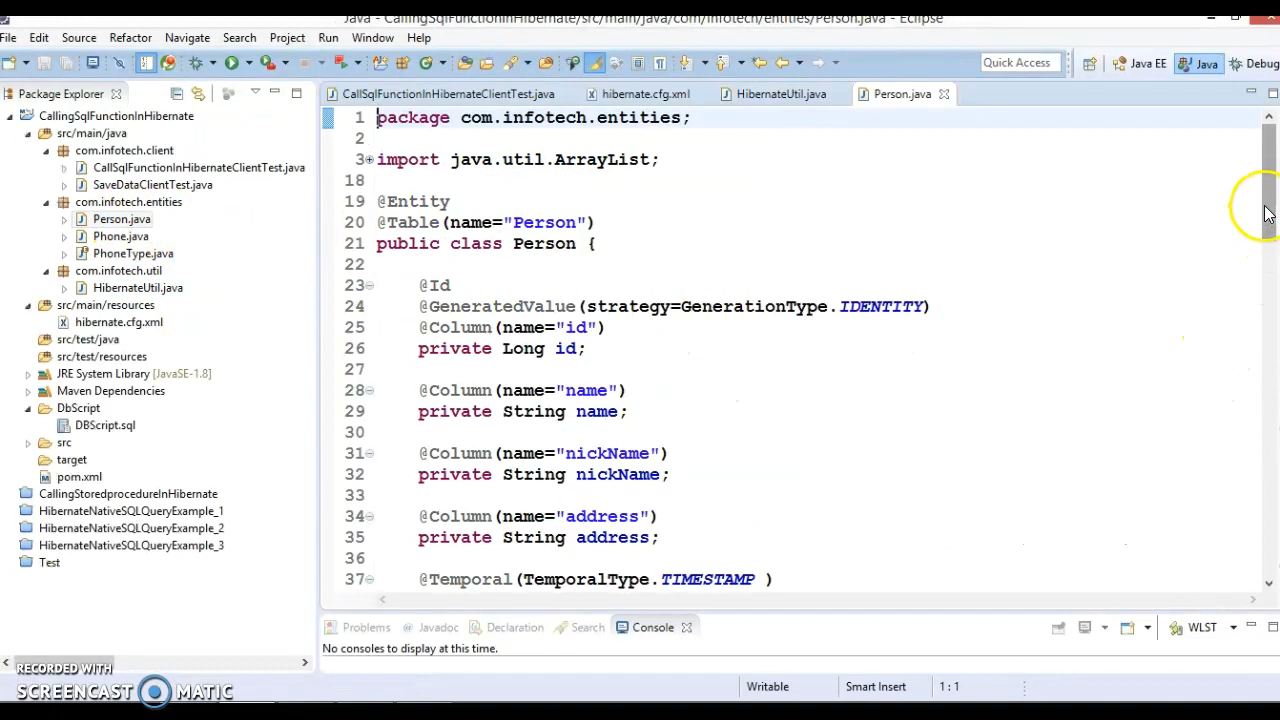 Java - CallingSqlFunctionInHibernate/src/main/java/com/infotech/entities/Person.java - Eclipse
File Edit Source Refactor Navigate Search Project Run Window Help
Quick Access Java EE Java Debug
Package Explorer
CallSqlFunctionInHibernateClientTest.java hibernate.cfg.xml HibernateUtil.java Person.java
CallingSqlFunctionInHibernate
src/main/java
com.infotech.client
CallSqlFunctionInHibernateClientTest.java
SaveDataClientTest.java
com.infotech.entities
Person.java
Phone.java
PhoneType.java
com.infotech.util
HibernateUtil.java
src/main/resources
hibernate.cfg.xml
src/test/java
src/test/resources
JRE System Library [JavaSE-1.8]
Maven Dependencies
DbScript
DBScript.sql
src
target
pom.xml
CallingStoredprocedureInHibernate
HibernateNativeSQLQueryExample_1
HibernateNativeSQLQueryExample_2
HibernateNativeSQLQueryExample_3
Test
1 package com.infotech.entities;
2
3 import java.util.ArrayList;
18
19 @Entity
20 @Table(name="Person")
21 public class Person {
22
23 @Id
24 @GeneratedValue(strategy=GenerationType.IDENTITY)
25 @Column(name="id")
26 private Long id;
27
28 @Column(name="name")
29 private String name;
30
31 @Column(name="nickName")
32 private String nickName;
33
34 @Column(name="address")
35 private String address;
36
37 @Temporal(TemporalType.TIMESTAMP )
Problems Javadoc Declaration Search Console
WLST
No consoles to display at this time.
Writable Smart Insert 1 : 1
RECORDED WITH
SCREENCAST MATIC